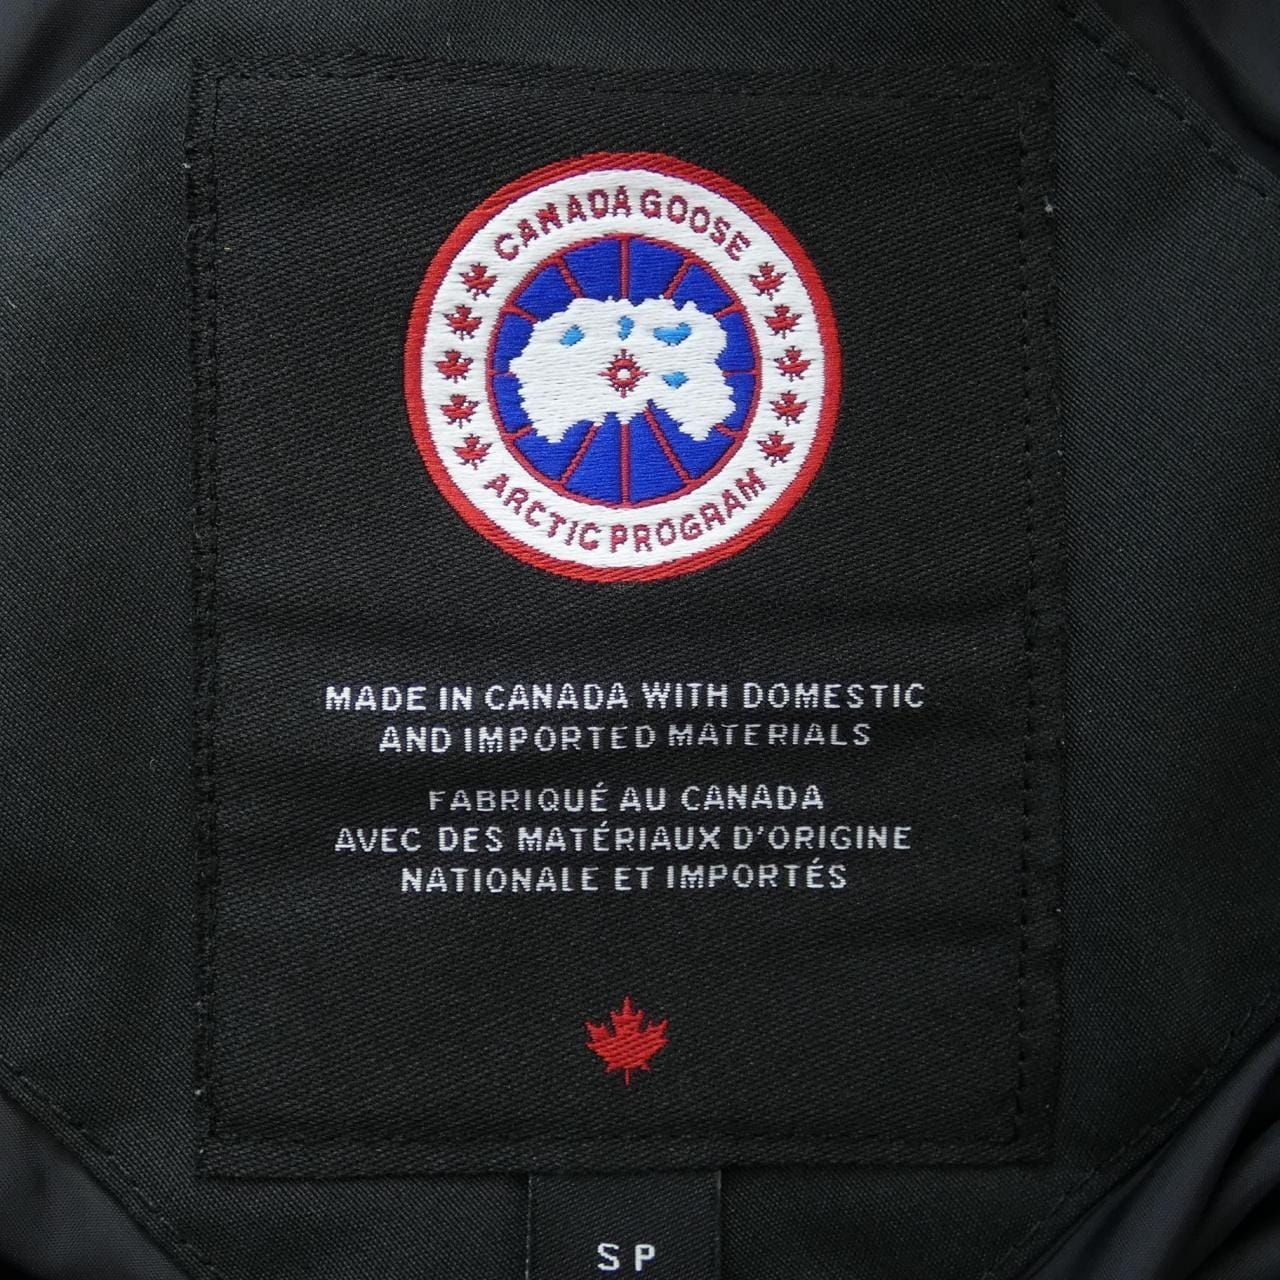 CANADA GOOSE
ARCTIC PROGRAM
MADE IN CANADA WITH DOMESTIC
AND IMPORTED MATERIALS
FABRIQUÉ AU CANADA
AVEC DES MATÉRIAUX D'ORIGINE
NATIONALE ET IMPORTÉS
SP